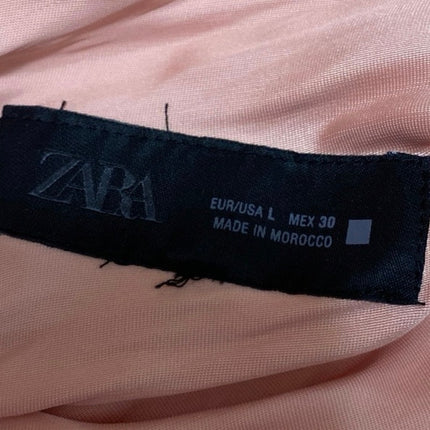 ZARA
EUR/USA L MEX 30
MADE IN MOROCCO